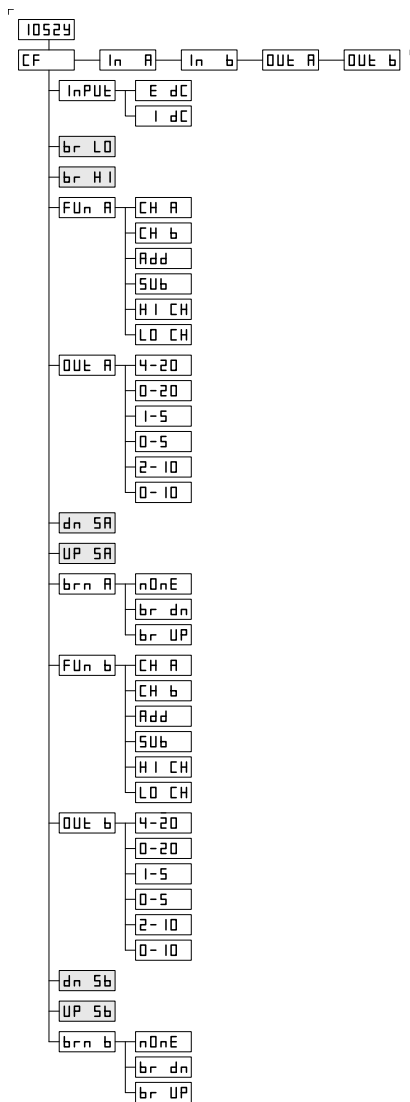 10524
CF In A In b OUt A OUt b
InPUt E dC
I dC
br LO
br HI
FUn A CH A
CH b
Add
SUb
HI CH
LO CH
OUt A 4-20
0-20
1-5
0-5
2-10
0-10
dn SA
UP SA
brn A nOnE
br dn
br UP
FUn b CH A
CH b
Add
SUb
HI CH
LO CH
OUt b 4-20
0-20
1-5
0-5
2-10
0-10
dn Sb
UP Sb
brn b nOnE
br dn
br UP